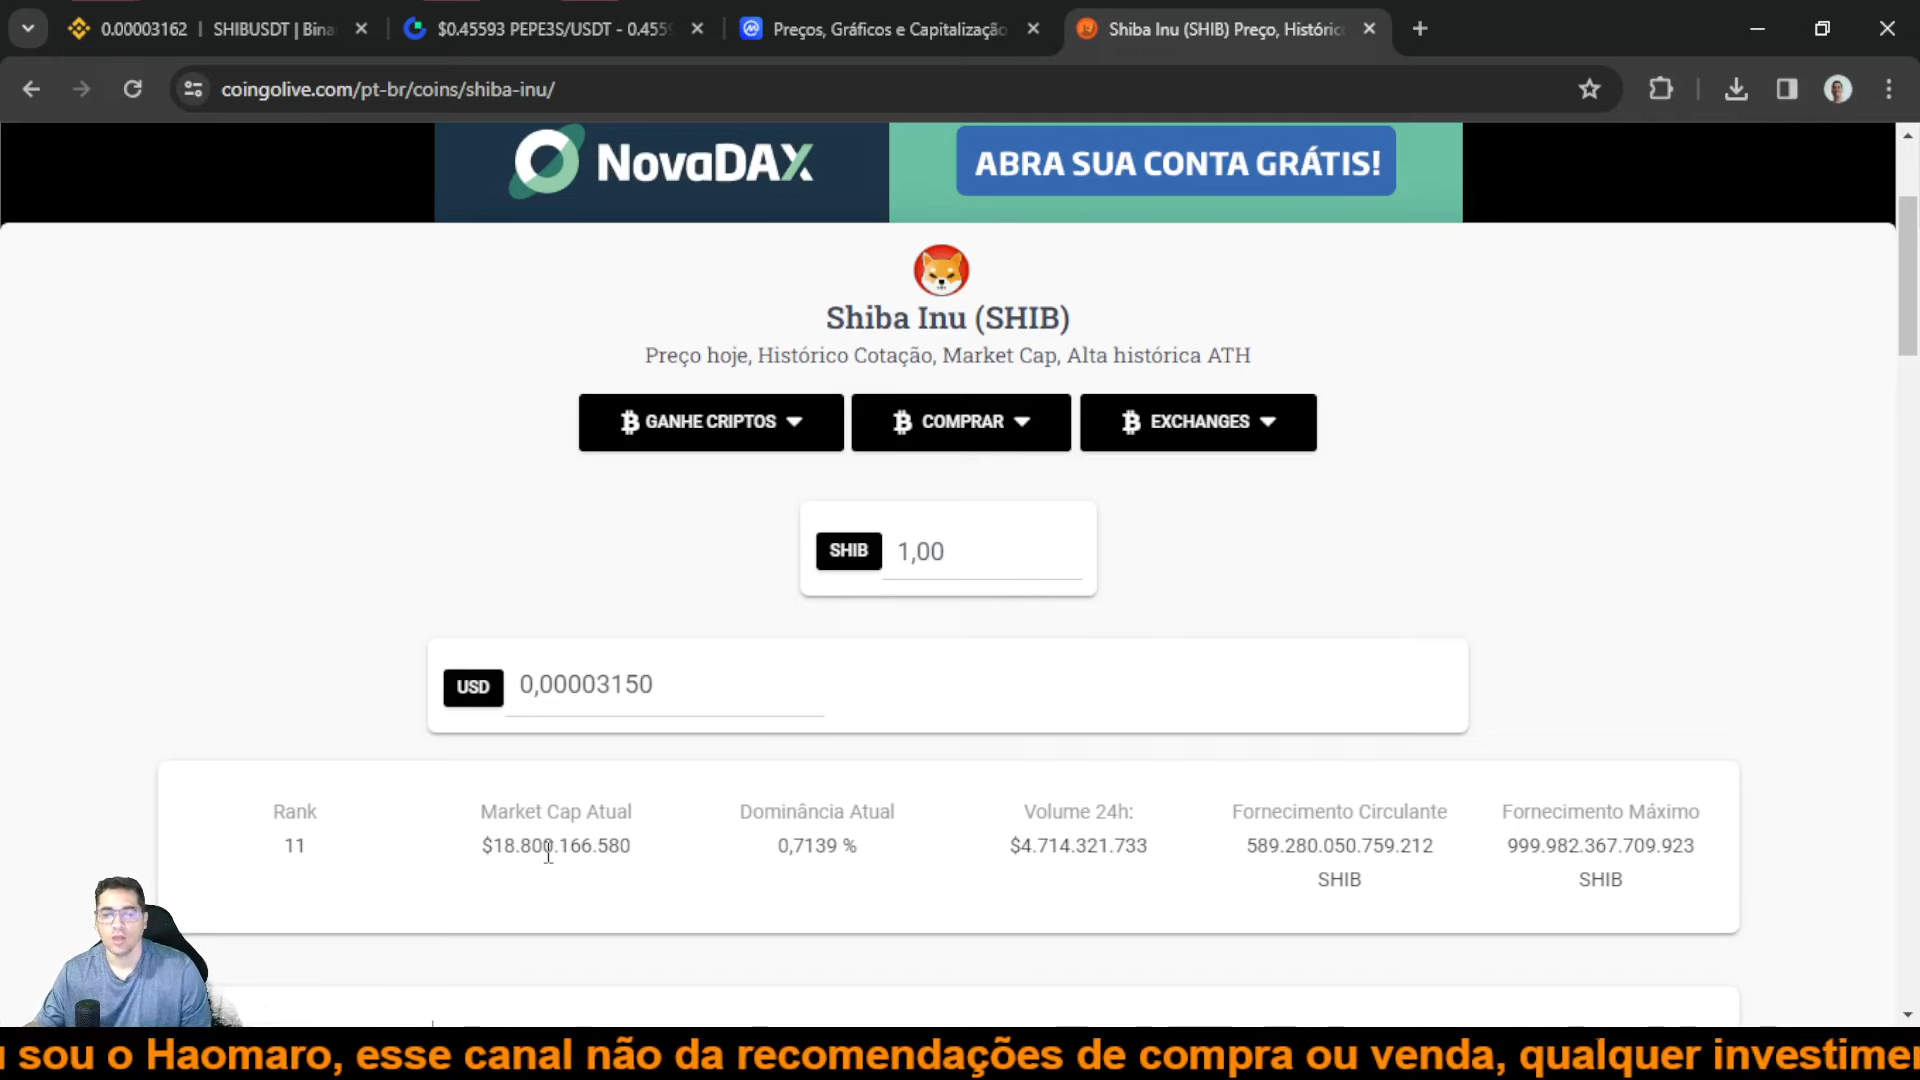 0.00003162 | SHIBUSDT | Bina
$0.45593 PEPE3S/USDT - 0.455
Preços, Gráficos e Capitalização
Shiba Inu (SHIB) Preço, Históric
coingolive.com/pt-br/coins/shiba-inu/
NovaDAX
ABRA SUA CONTA GRÁTIS!
Shiba Inu (SHIB)
Preço hoje, Histórico Cotação, Market Cap, Alta histórica ATH
GANHE CRIPTOS
COMPRAR
EXCHANGES
SHIB 1,00
USD 0,00003150
Rank
Market Cap Atual
Dominância Atual
Volume 24h:
Fornecimento Circulante
Fornecimento Máximo
11
$18.800.166.580
0,7139 %
$4.714.321.733
589.280.050.759.212
999.982.367.709.923
SHIB
SHIB
u sou o Haomaro, esse canal não da recomendações de compra ou venda, qualquer investimen